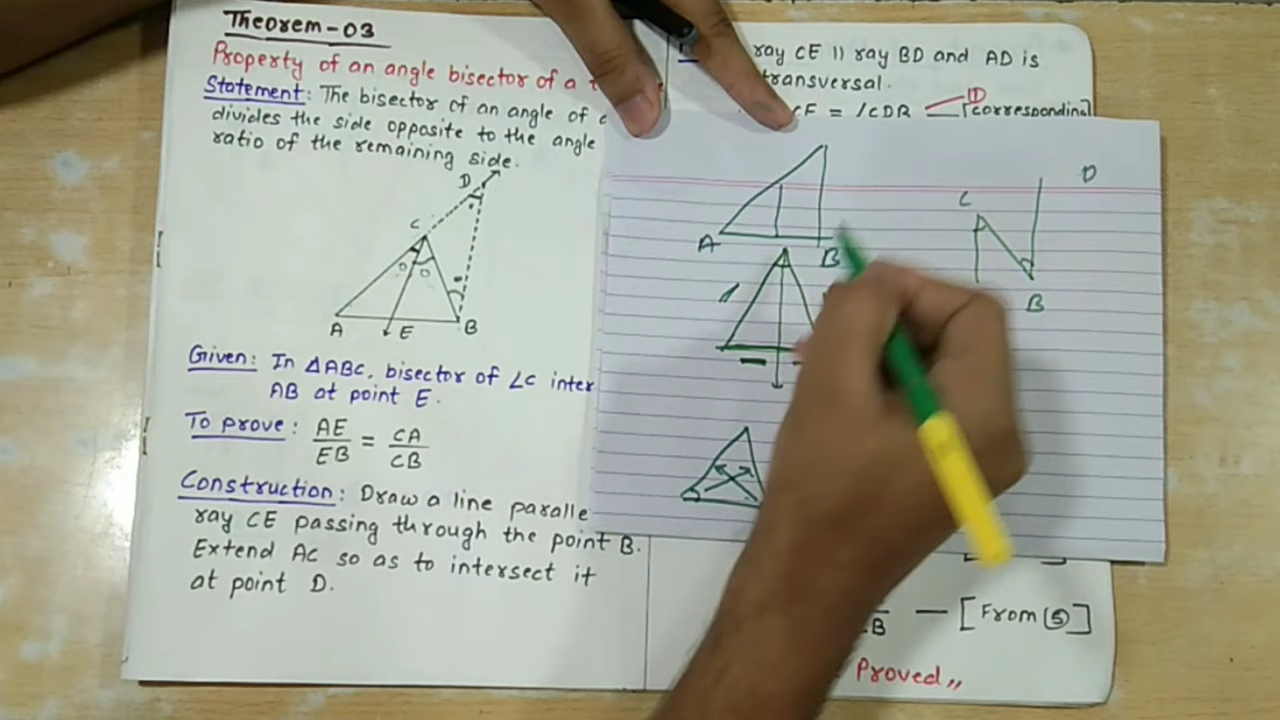 Theorem-03
Property of an angle bisector of a
Statement: The bisector of an angle of
divides the side opposite to the angle
ratio of the remaining side.
D
C
A E B
Given: In △ABC, bisector of ∠C inter
AB at point E.
To prove: AE/EB = CA/CB
Construction: Draw a line paralle
ray CE passing through the point B.
Extend AC so as to intersect it
at point D.
ray CE || ray BD and AD is
transversal.
CE = ∠CDB — ① [corresponding]
A B
C D
B
— [From ⑤]
Proved,,